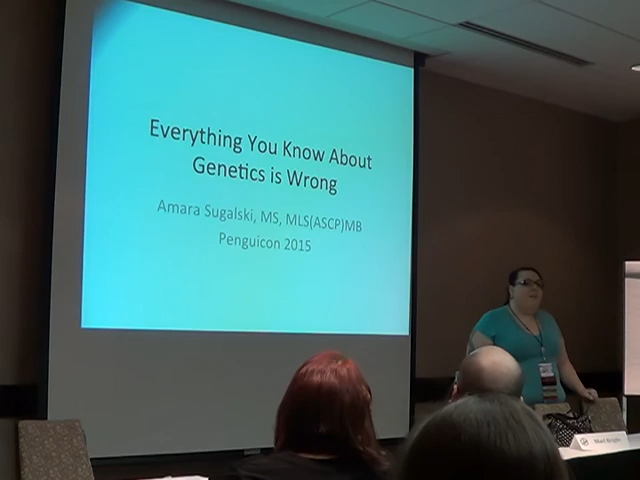 Everything You Know About
Genetics is Wrong
Amara Sugalski, MS, MLS(ASCP)MB
Penguicon 2015